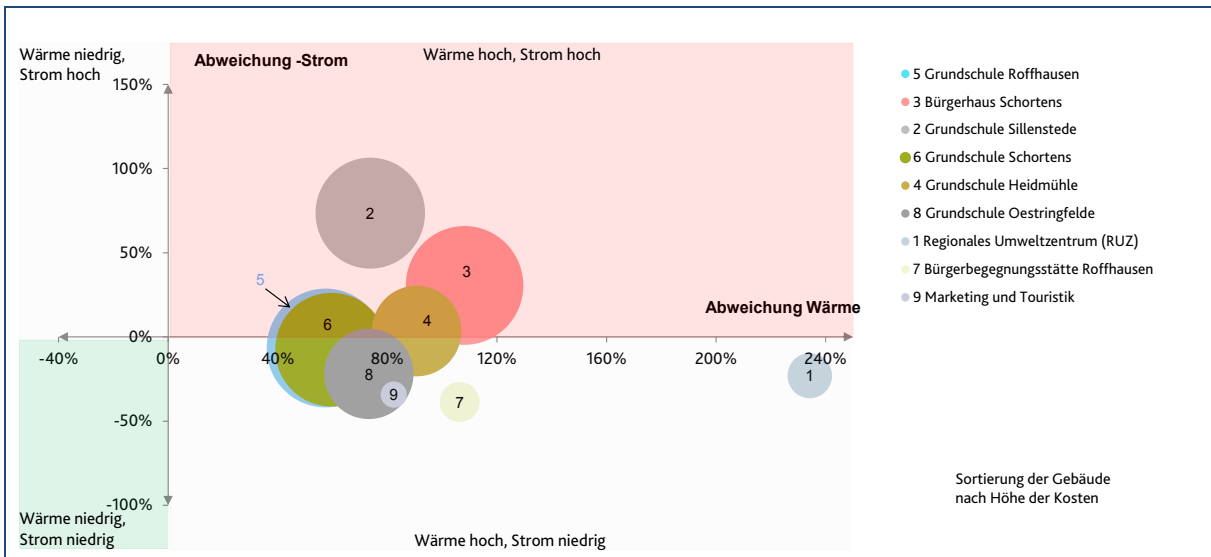 Wärme niedrig,
Strom hoch
Abweichung -Strom
Wärme hoch, Strom hoch
150%
100%
50%
0%
-50%
-100%
-40%
0%
40%
80%
120%
160%
200%
240%
Abweichung Wärme
2
3
5
6
4
8
9
7
1
5 Grundschule Roffhausen
3 Bürgerhaus Schortens
2 Grundschule Sillenstede
6 Grundschule Schortens
4 Grundschule Heidmühle
8 Grundschule Oestringfelde
1 Regionales Umweltzentrum (RUZ)
7 Bürgerbegegnungsstätte Roffhausen
9 Marketing und Touristik
Sortierung der Gebäude
nach Höhe der Kosten
Wärme niedrig,
Strom niedrig
Wärme hoch, Strom niedrig